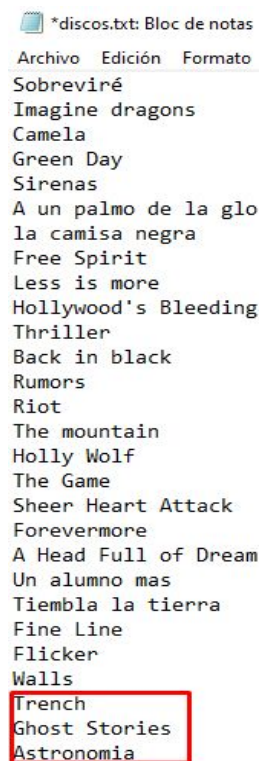 *discos.txt: Bloc de notas
Archivo Edición Formato
Sobreviré
Imagine dragons
Camela
Green Day
Sirenas
A un palmo de la glo
la camisa negra
Free Spirit
Less is more
Hollywood's Bleeding
Thriller
Back in black
Rumors
Riot
The mountain
Holly Wolf
The Game
Sheer Heart Attack
Forevermore
A Head Full of Dream
Un alumno mas
Tiembla la tierra
Fine Line
Flicker
Walls
Trench
Ghost Stories
Astronomia